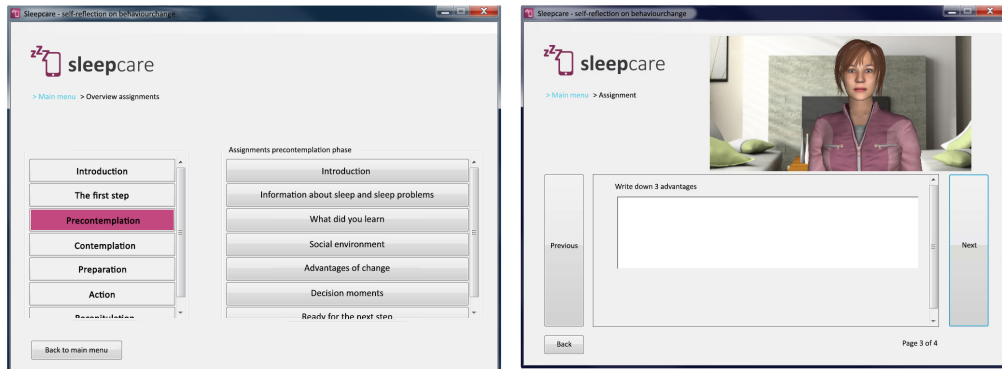 Sleepcare - self-reflection on behaviourchange
zZZ sleepcare
> Main menu > Overview assignments
Introduction
The first step
Precontemplation
Contemplation
Preparation
Action
Recapitulation
Assignments precontemplation phase
Introduction
Information about sleep and sleep problems
What did you learn
Social environment
Advantages of change
Decision moments
Ready for the next step
Back to main menu
Sleepcare - self-reflection on behaviourchange
zZZ sleepcare
> Main menu > Assignment
Write down 3 advantages
Previous
Next
Back
Page 3 of 4